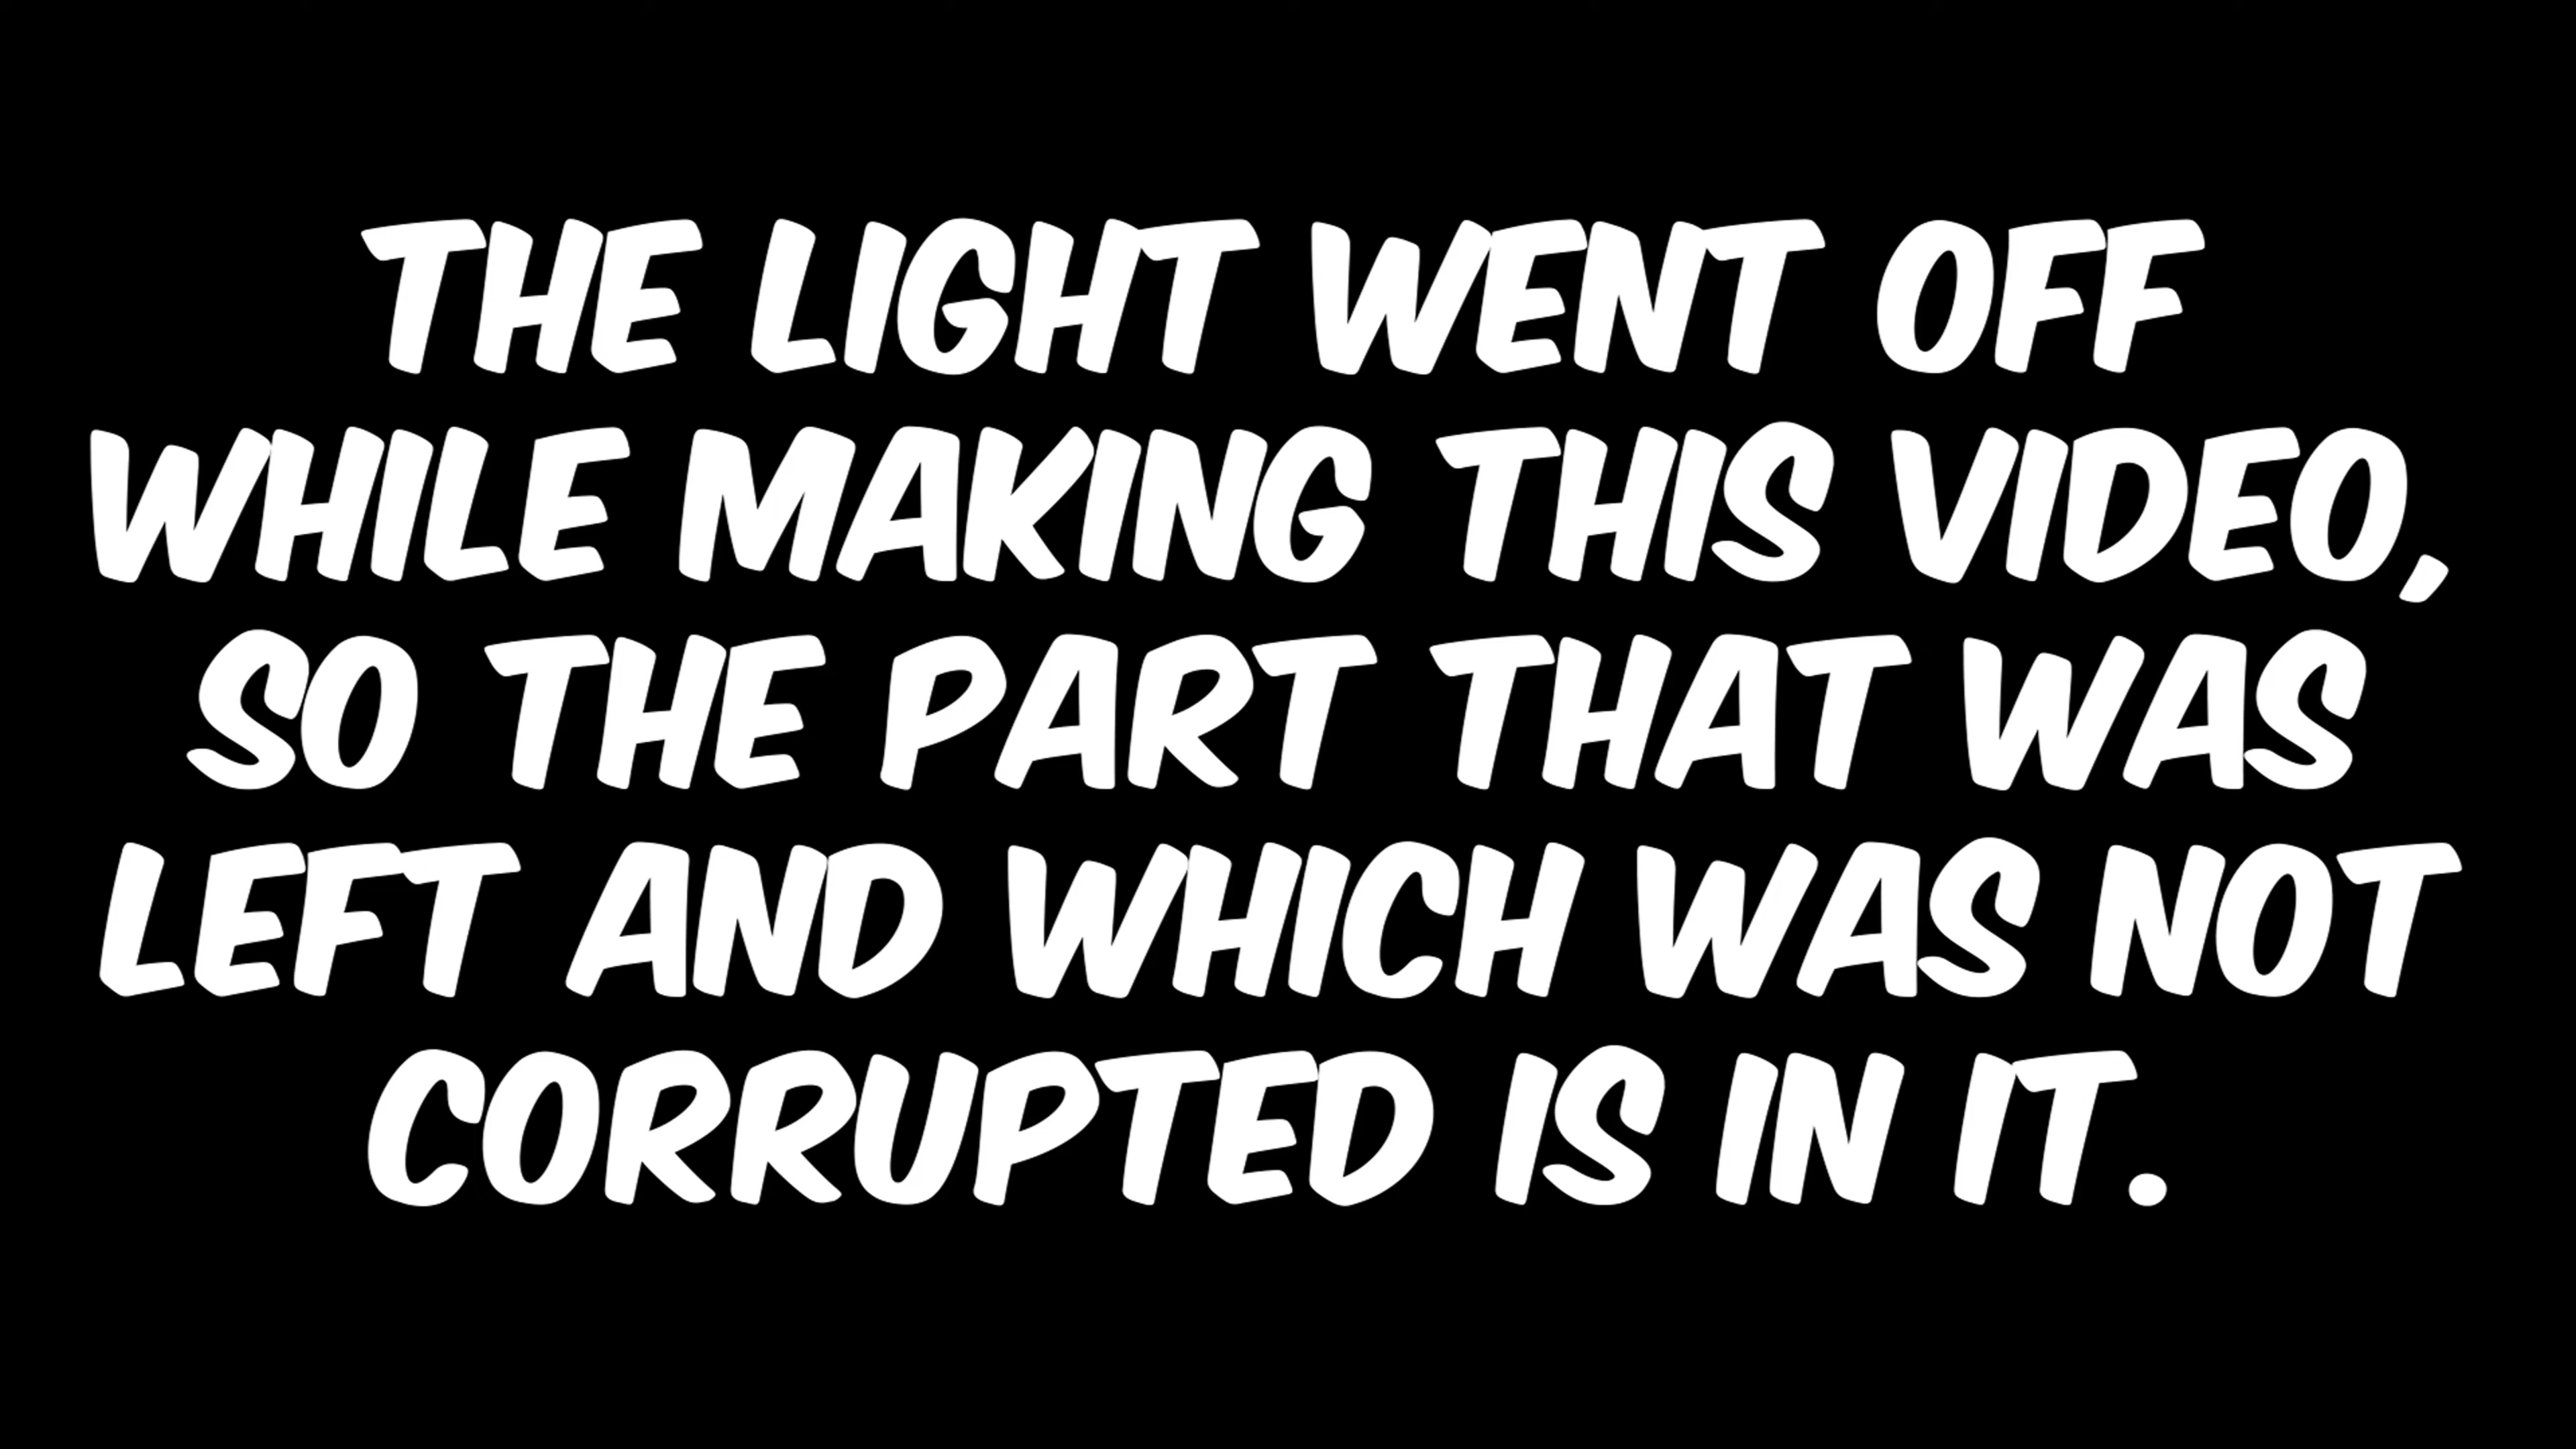 THE LIGHT WENT OFF
WHILE MAKING THIS VIDEO,
SO THE PART THAT WAS
LEFT AND WHICH WAS NOT
CORRUPTED IS IN IT.